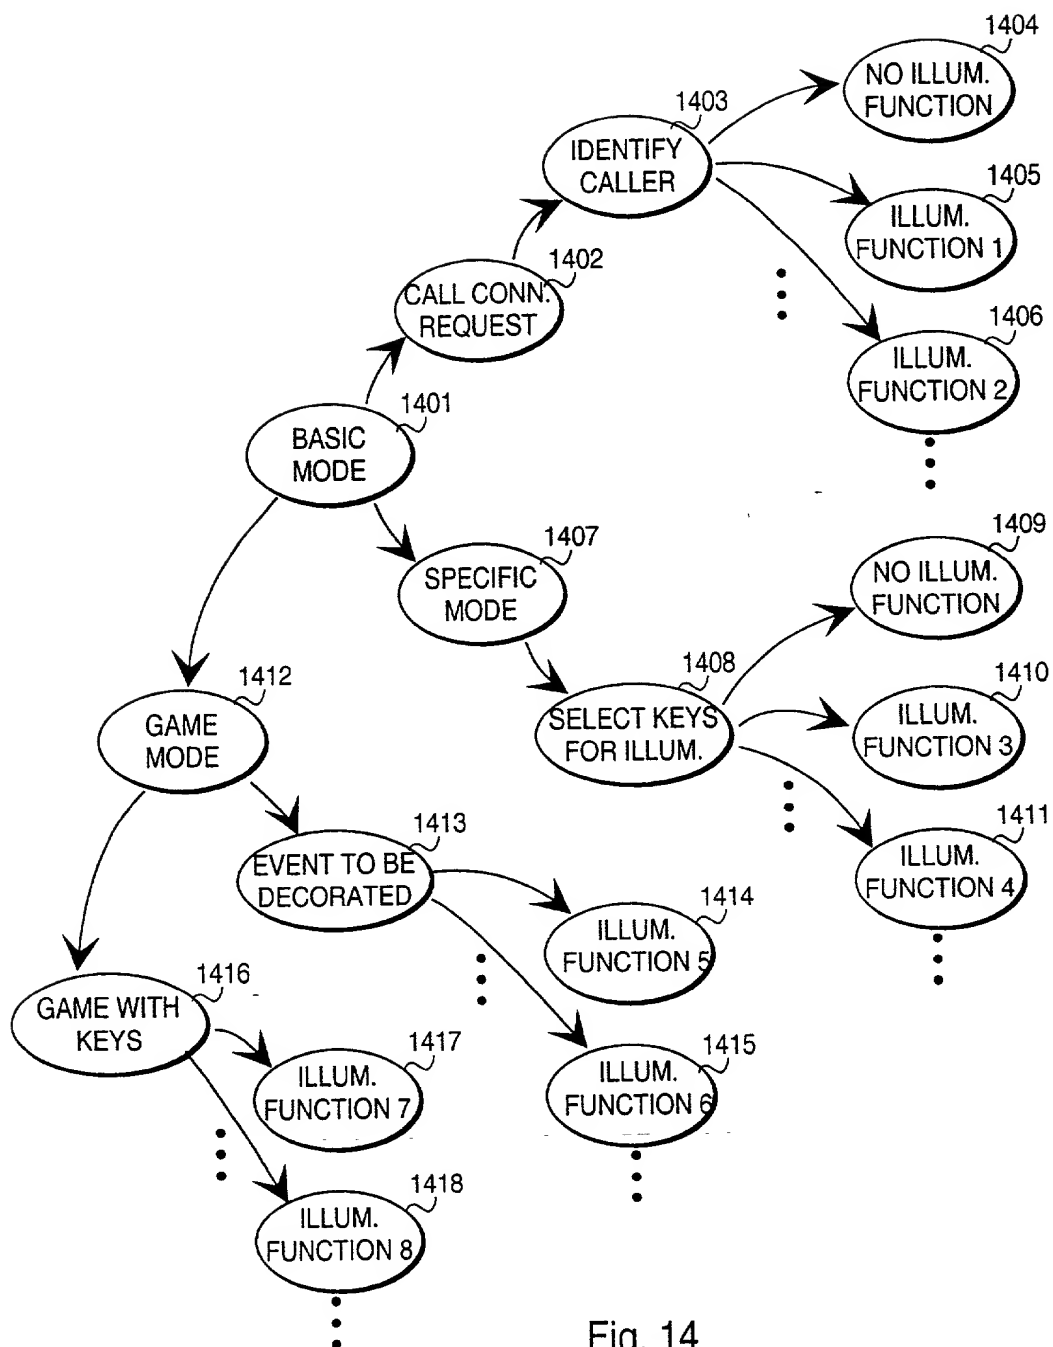 1404
NO ILLUM.
FUNCTION
1403
IDENTIFY
CALLER
1405
ILLUM.
FUNCTION 1
1402
CALL CONN.
REQUEST
1406
ILLUM.
FUNCTION 2
1401
BASIC
MODE
1407
SPECIFIC
MODE
1409
NO ILLUM.
FUNCTION
1408
SELECT KEYS
FOR ILLUM.
1410
ILLUM.
FUNCTION 3
1412
GAME
MODE
1411
ILLUM.
FUNCTION 4
1413
EVENT TO BE
DECORATED
1414
ILLUM.
FUNCTION 5
1416
GAME WITH
KEYS
1417
ILLUM.
FUNCTION 7
1415
ILLUM.
FUNCTION 6
1418
ILLUM.
FUNCTION 8
Fig. 14